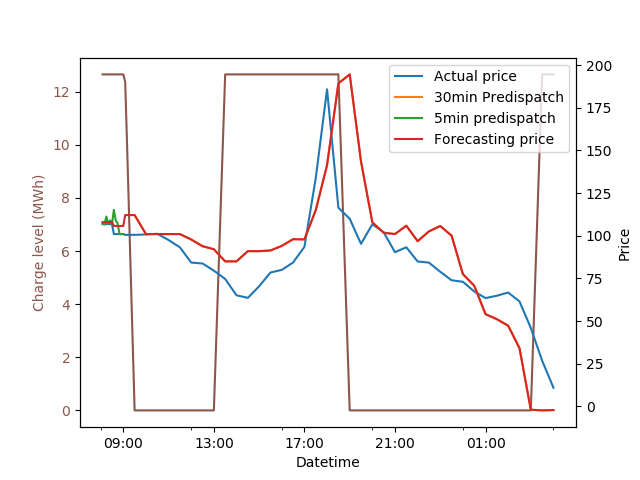 Actual price
30min Predispatch
5min predispatch
Forecasting price
Charge level (MWh)
12
10
8
6
4
2
0
200
175
150
125
100
75
50
25
0
Price
09:00 13:00 17:00 21:00 01:00
Datetime